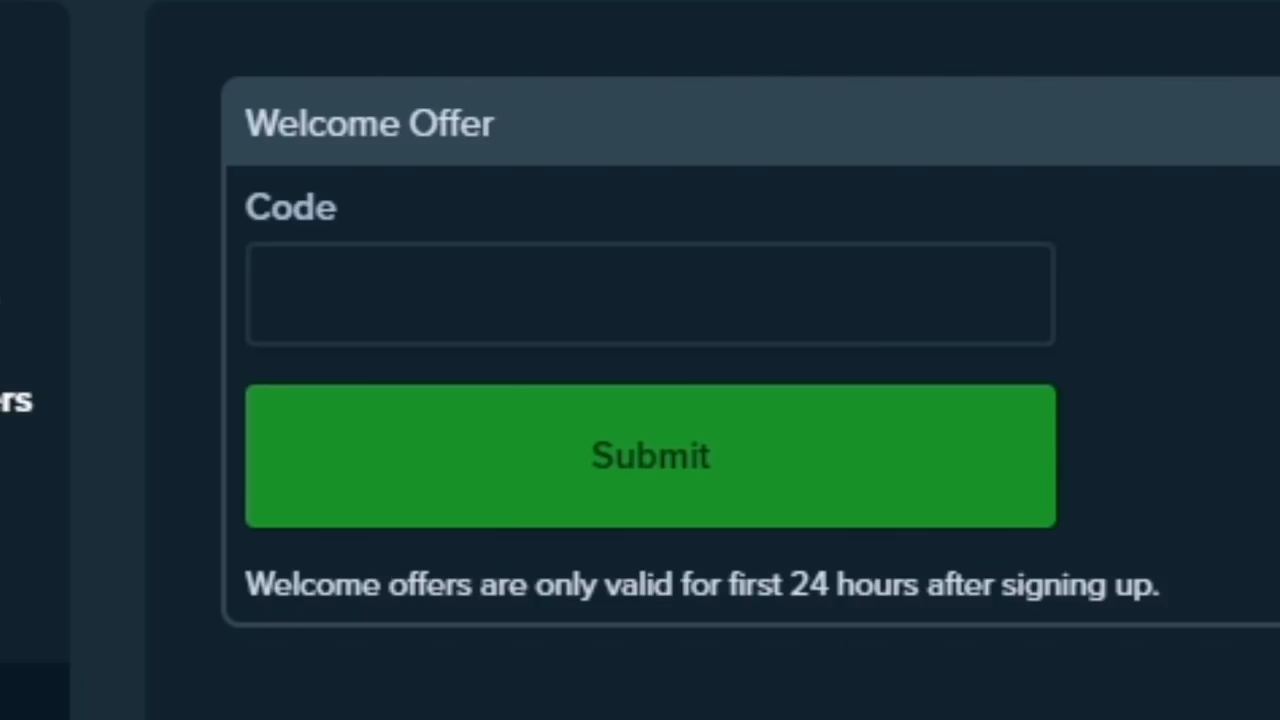 Welcome Offer
Code
Submit
Welcome offers are only valid for first 24 hours after signing up.